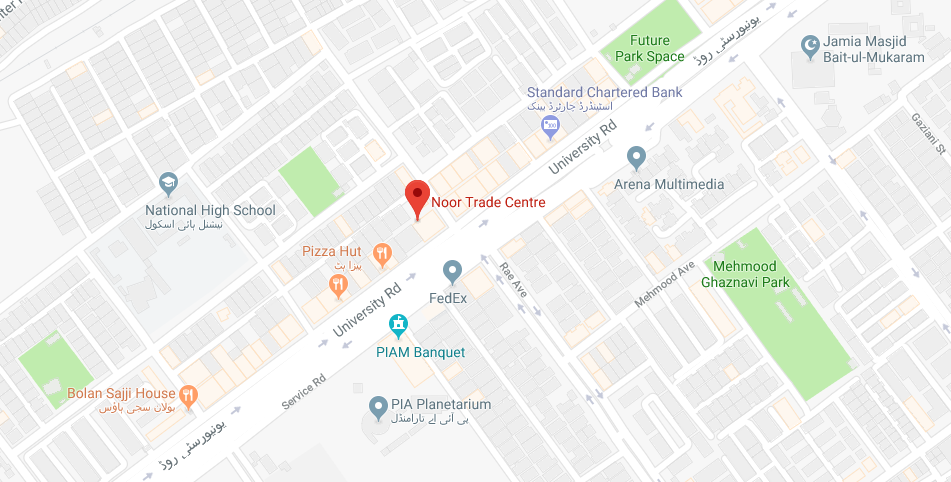 یونیورسٹی روڈ
Future
Park Space
Jamia Masjid
Bait-ul-Mukaram
Standard Chartered Bank
اسٹینڈرڈ چارٹرڈ بینک
University Rd
Gaziani St
Arena Multimedia
National High School
نیشنل ہائی اسکول
Noor Trade Centre
Pizza Hut
پیزا ہٹ
Rae Ave
Mehmood Ave
Mehmood
Ghaznavi Park
FedEx
University Rd
PIAM Banquet
Bolan Sajji House
بولان سجی ہاؤس
Service Rd
PIA Planetarium
پی آئی اے تارامنڈل
یونیورسٹی روڈ